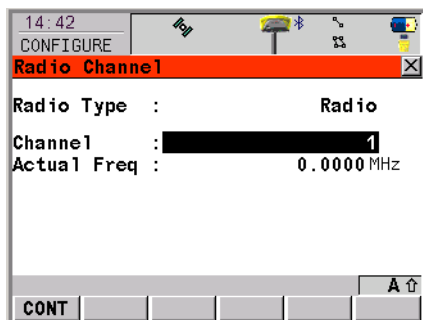 14:42
CONFIGURE
Radio Channel
Radio Type : Radio
Channel : 1
Actual Freq : 0.0000 MHz
A
CONT